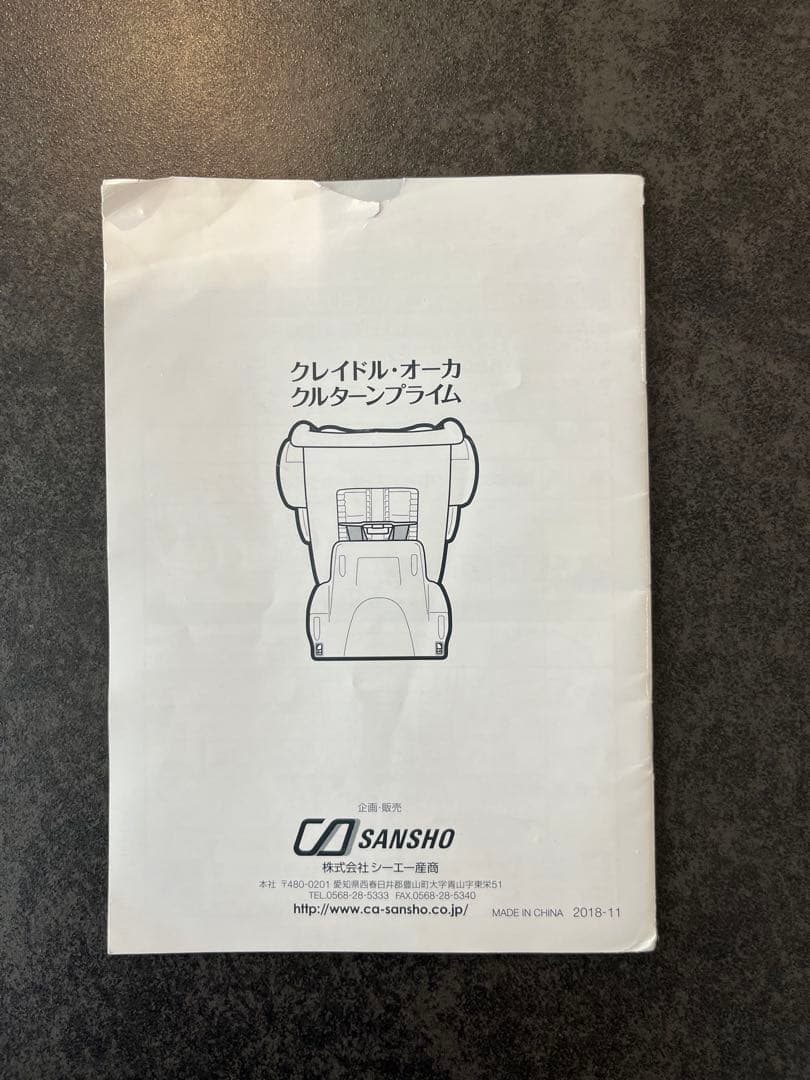 クレイドル・オーカ
クルターンプライム
企画・販売
CA SANSHO
株式会社 シーエー産商
本社 〒480-0201 愛知県西春日井郡豊山町大字青山字東栄51
TEL.0568-28-5333 FAX.0568-28-5340
http://www.ca-sansho.co.jp/ MADE IN CHINA 2018-11